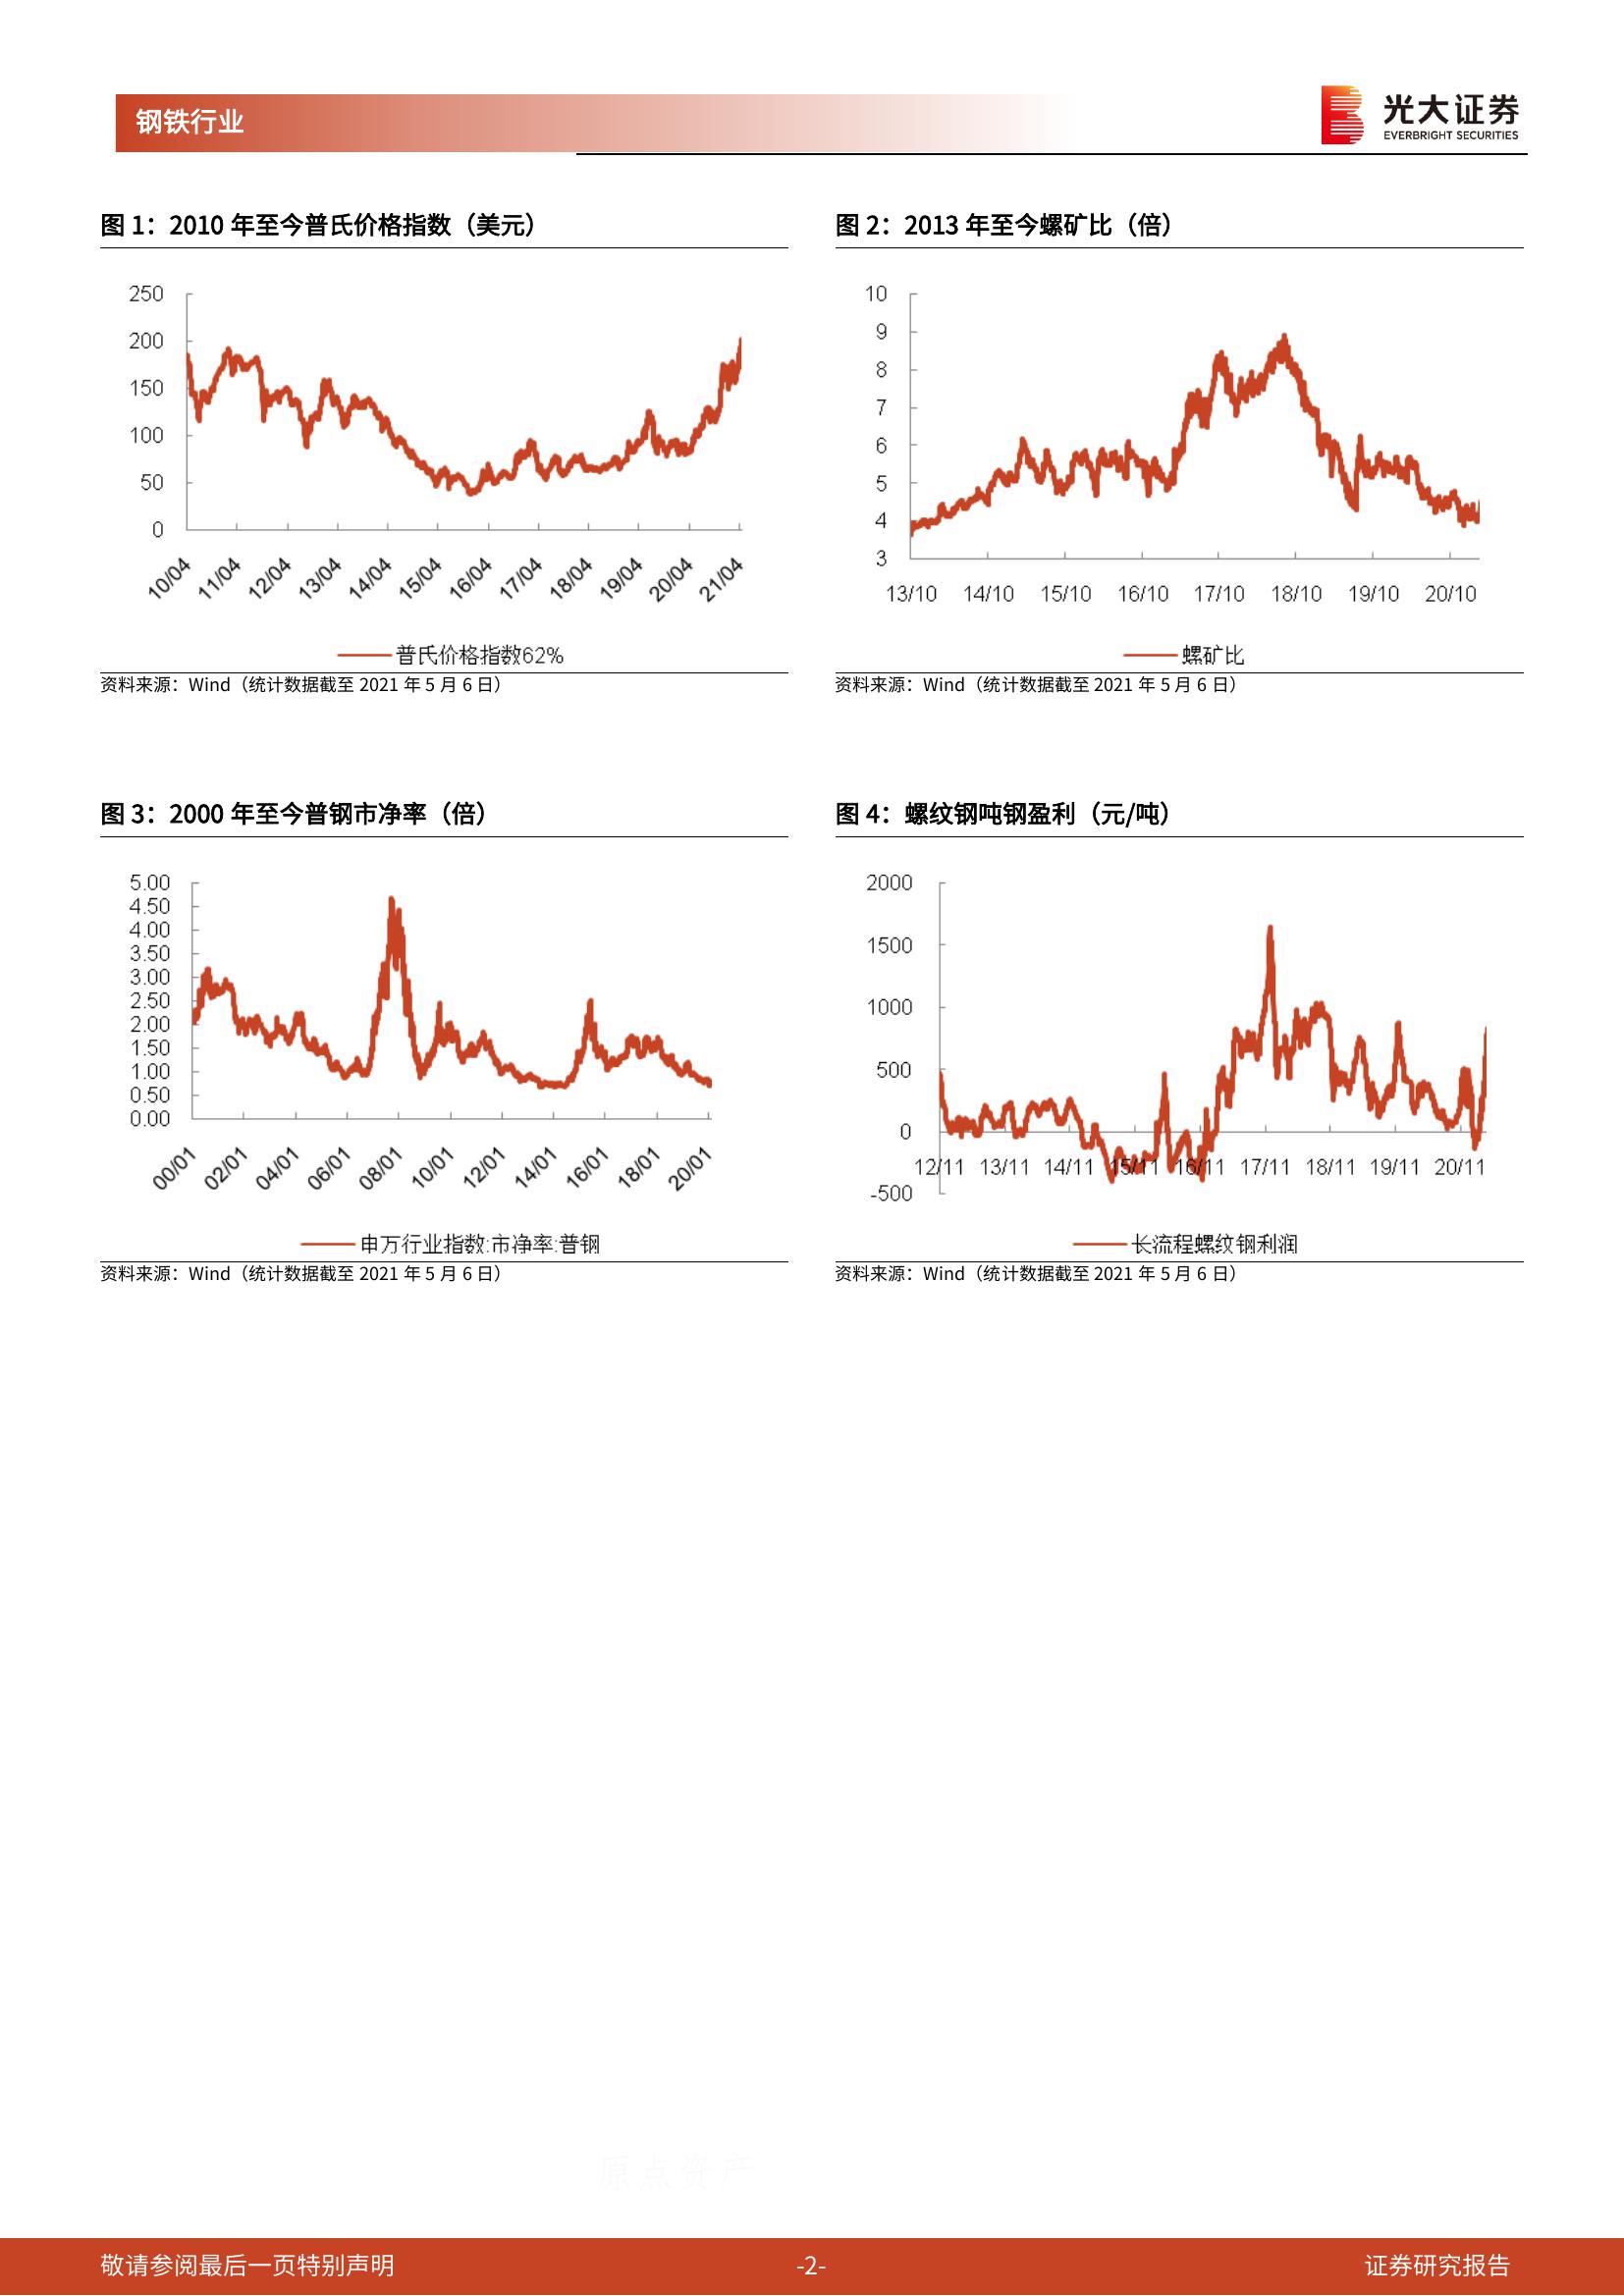 钢铁行业
光大证券
EVERBRIGHT SECURITIES
图 1：2010 年至今普氏价格指数（美元）
250
200
150
100
50
0
10/04 11/04 12/04 13/04 14/04 15/04 16/04 17/04 18/04 19/04 20/04 21/04
普氏价格指数62%
资料来源：Wind（统计数据截至 2021 年 5 月 6 日）
图 2：2013 年至今螺矿比（倍）
10
9
8
7
6
5
4
3
13/10 14/10 15/10 16/10 17/10 18/10 19/10 20/10
螺矿比
资料来源：Wind（统计数据截至 2021 年 5 月 6 日）
图 3：2000 年至今普钢市净率（倍）
5.00
4.50
4.00
3.50
3.00
2.50
2.00
1.50
1.00
0.50
0.00
00/01 02/01 04/01 06/01 08/01 10/01 12/01 14/01 16/01 18/01 20/01
申万行业指数:市净率:普钢
资料来源：Wind（统计数据截至 2021 年 5 月 6 日）
图 4：螺纹钢吨钢盈利（元/吨）
2000
1500
1000
500
0
-500
12/11 13/11 14/11 15/11 16/11 17/11 18/11 19/11 20/11
长流程螺纹钢利润
资料来源：Wind（统计数据截至 2021 年 5 月 6 日）
原点资产
敬请参阅最后一页特别声明
-2-
证券研究报告